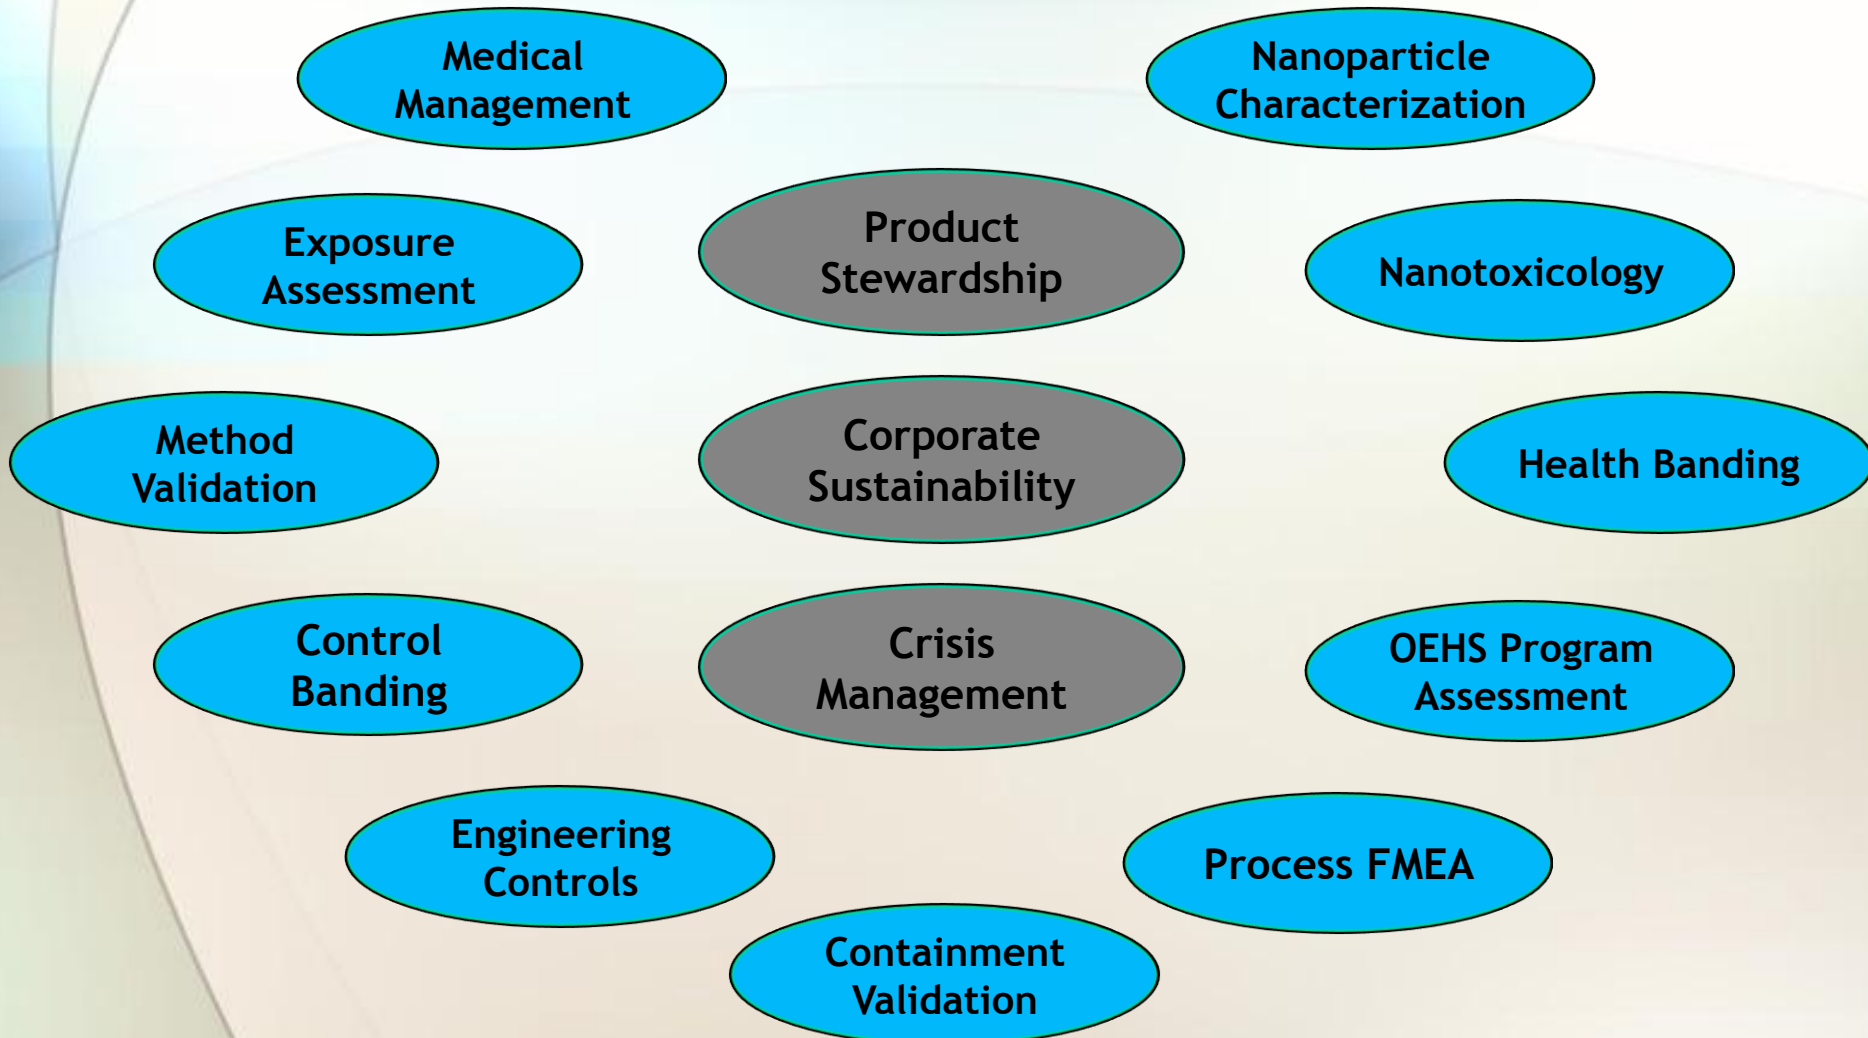 Medical
Management
Nanoparticle
Characterization
Exposure
Assessment
Product
Stewardship
Nanotoxicology
Method
Validation
Corporate
Sustainability
Health Banding
Control
Banding
Crisis
Management
OEHS Program
Assessment
Engineering
Controls
Process FMEA
Containment
Validation